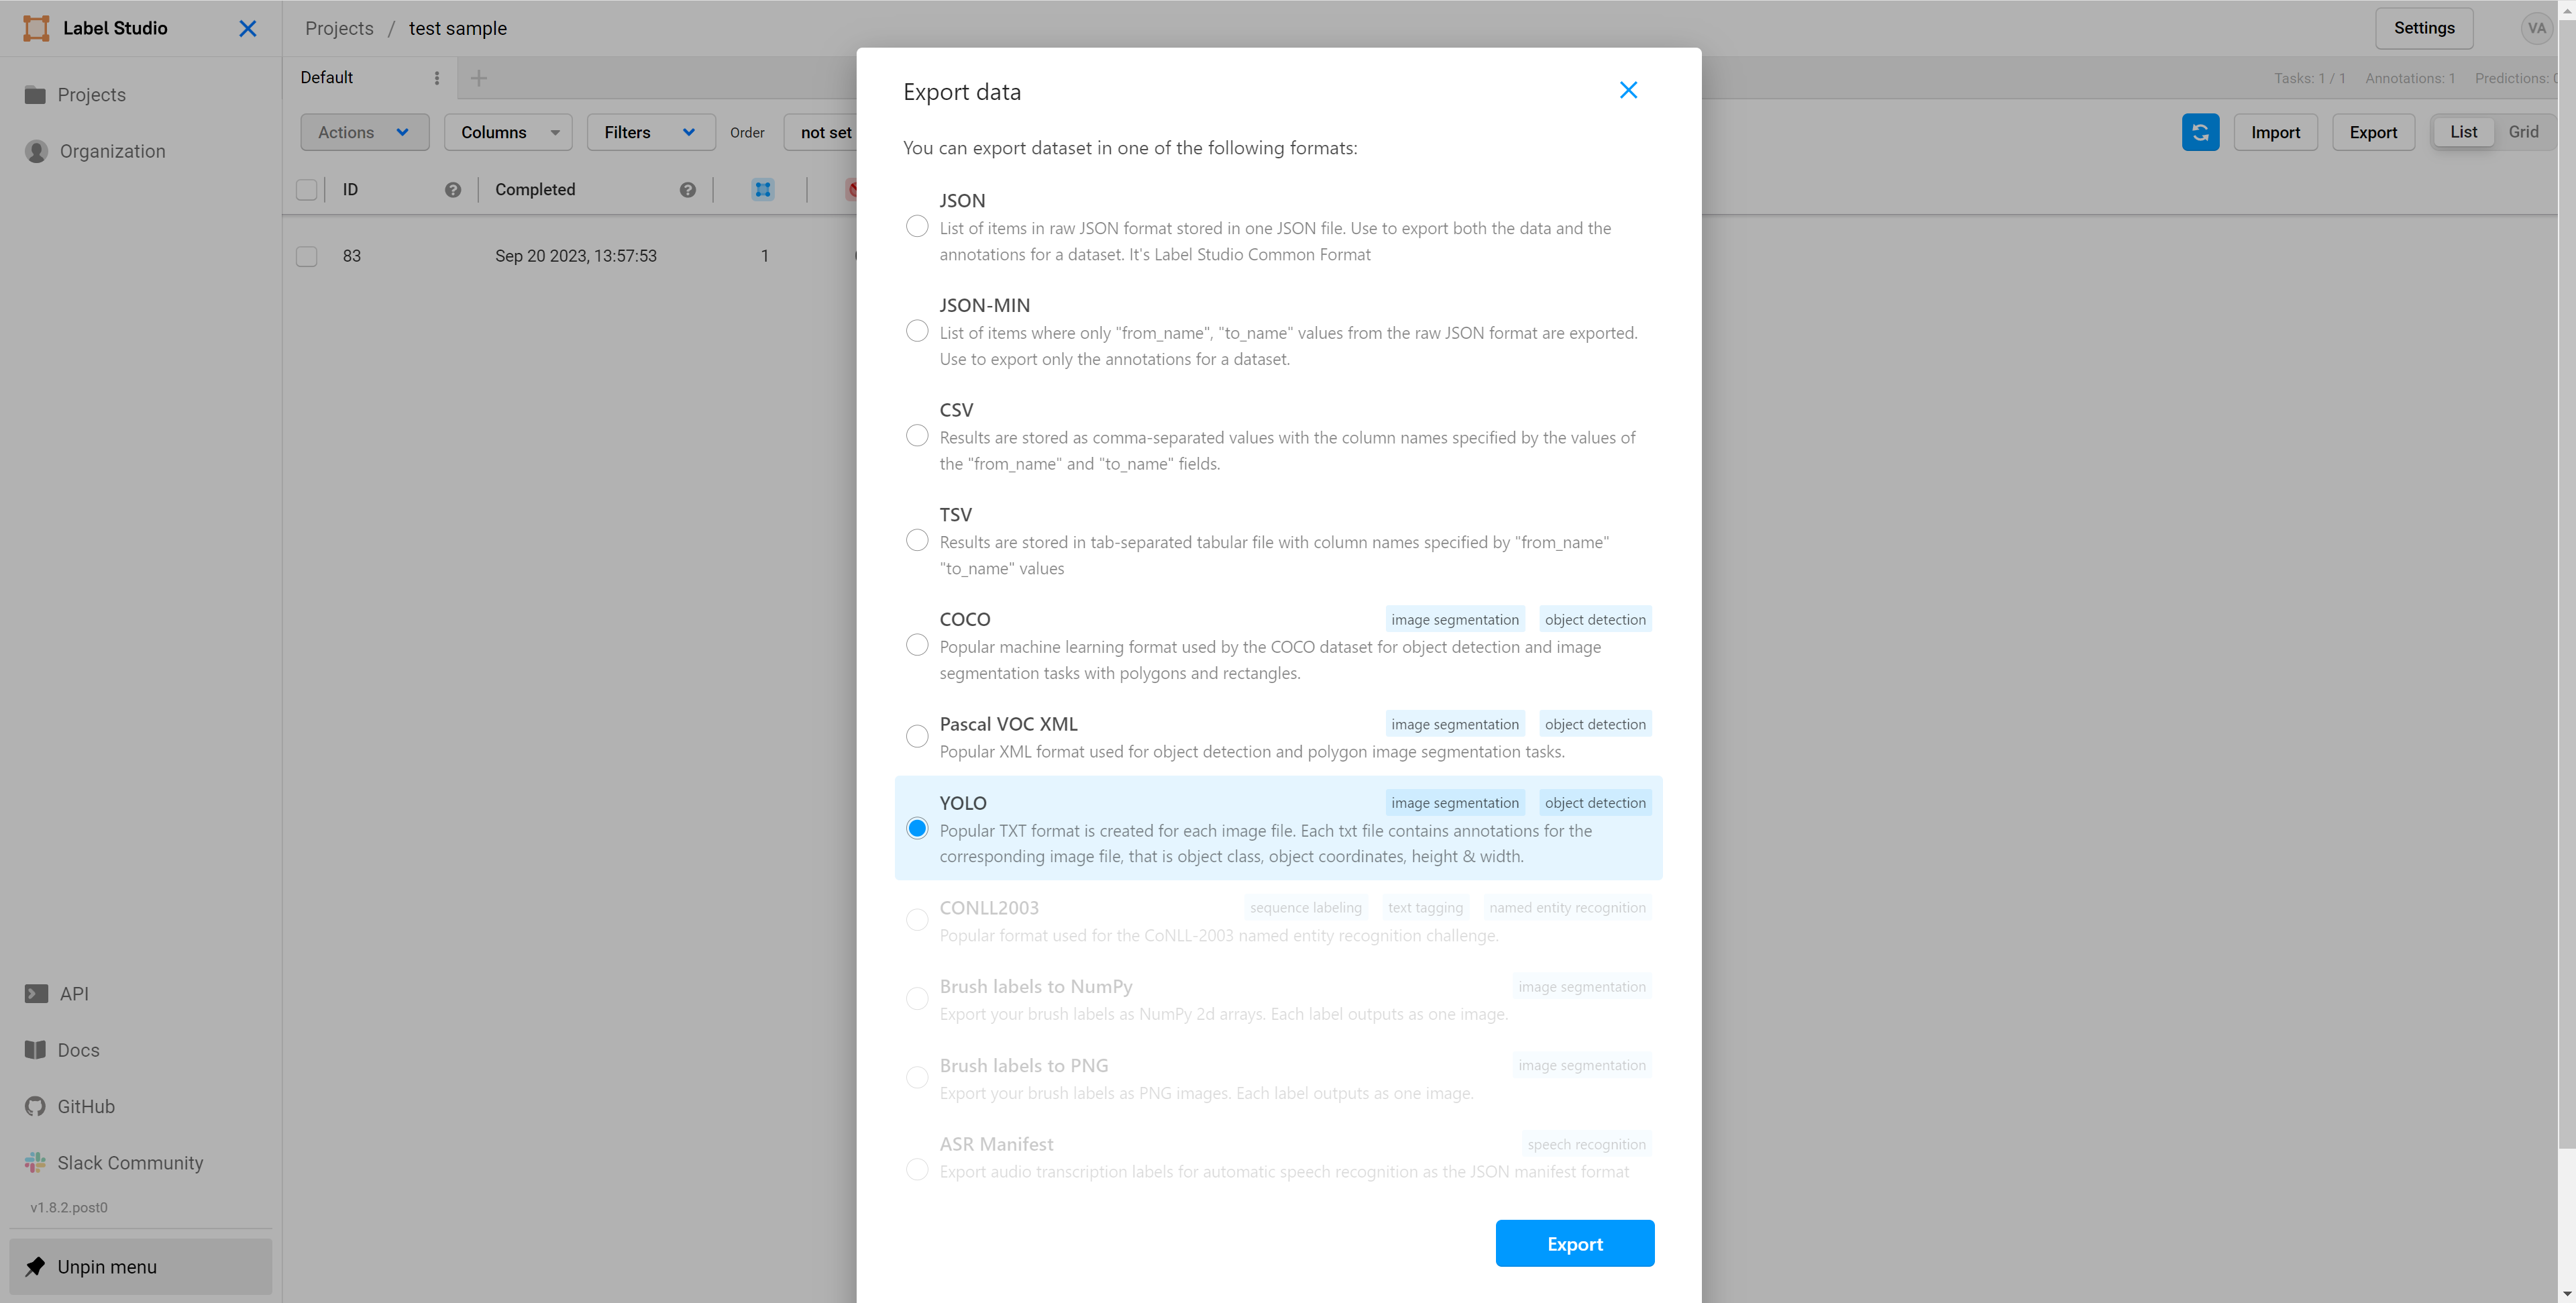 Label Studio
Projects / test sample
Settings
VA
Projects
Organization
Default
Tasks: 1 / 1 Annotations: 1 Predictions:
Actions Columns Filters Order not set
Import Export List Grid
ID Completed
83 Sep 20 2023, 13:57:53 1
Export data
You can export dataset in one of the following formats:
JSON
List of items in raw JSON format stored in one JSON file. Use to export both the data and the
annotations for a dataset. It's Label Studio Common Format
JSON-MIN
List of items where only "from_name", "to_name" values from the raw JSON format are exported.
Use to export only the annotations for a dataset.
CSV
Results are stored as comma-separated values with the column names specified by the values of
the "from_name" and "to_name" fields.
TSV
Results are stored in tab-separated tabular file with column names specified by "from_name"
"to_name" values
COCO image segmentation object detection
Popular machine learning format used by the COCO dataset for object detection and image
segmentation tasks with polygons and rectangles.
Pascal VOC XML image segmentation object detection
Popular XML format used for object detection and polygon image segmentation tasks.
YOLO image segmentation object detection
Popular TXT format is created for each image file. Each txt file contains annotations for the
corresponding image file, that is object class, object coordinates, height & width.
CONLL2003 sequence labeling text tagging named entity recognition
Popular format used for the CoNLL-2003 named entity recognition challenge.
Brush labels to NumPy image segmentation
Export your brush labels as NumPy 2d arrays. Each label outputs as one image.
Brush labels to PNG image segmentation
Export your brush labels as PNG images. Each label outputs as one image.
ASR Manifest speech recognition
Export audio transcription labels for automatic speech recognition as the JSON manifest format
Export
API
Docs
GitHub
Slack Community
v1.8.2.post0
Unpin menu